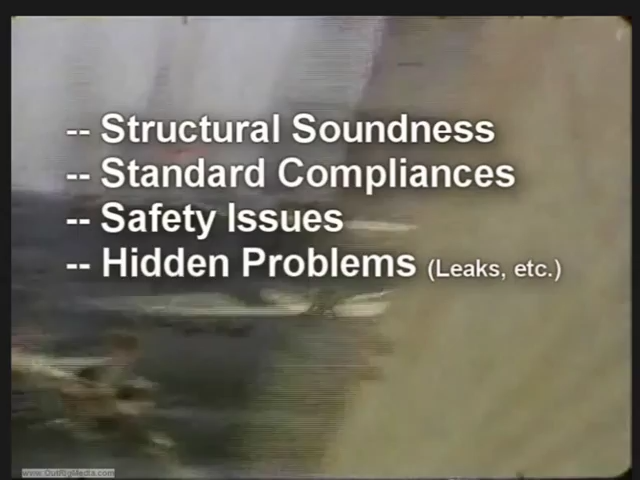 -- Structural Soundness
-- Standard Compliances
-- Safety Issues
-- Hidden Problems (Leaks, etc.)
www.OutRigMedia.com